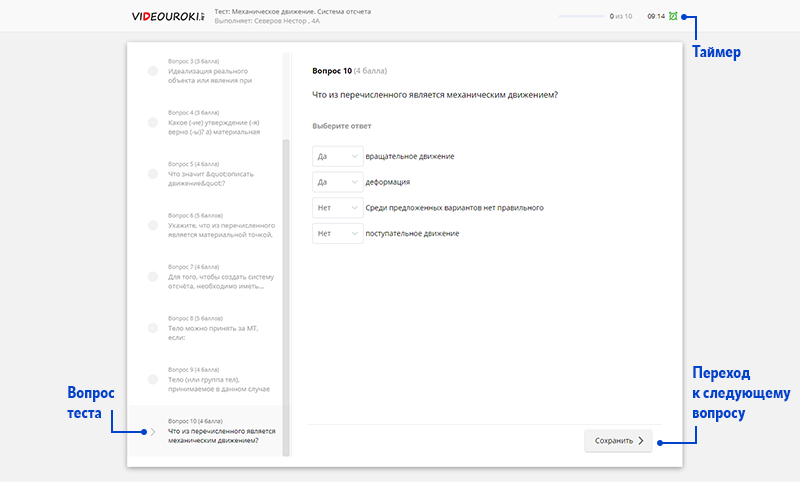 VIDEOUROKI.NET
Тест: Механическое движение. Система отсчета
Выполняет: Северов Нестор , 4А
0 из 10
09:14
Таймер
Вопрос 3 (3 балла)
Идеализация реального
объекта или явления при
Вопрос 4 (3 балла)
Какое (-ие) утверждение (-я)
верно (-ы)? а) материальная
Вопрос 5 (4 балла)
Что значит &quot;описать
движение&quot;?
Вопрос 6 (5 баллов)
Укажите, что из перечисленного
является материальной точкой,
Вопрос 7 (4 балла)
Для того, чтобы создать систему
отсчёта, необходимо иметь...
Вопрос 8 (5 баллов)
Тело можно принять за МТ,
если:
Вопрос 9 (4 балла)
Тело (или группа тел),
принимаемое в данном случае
Вопрос 10 (4 балла)
Что из перечисленного является
механическим движением?
Вопрос 10 (4 балла)
Что из перечисленного является механическим движением?
Выберите ответ
Да вращательное движение
Да деформация
Нет Среди предложенных вариантов нет правильного
Нет поступательное движение
Сохранить
Вопрос
теста
Переход
к следующему
вопросу